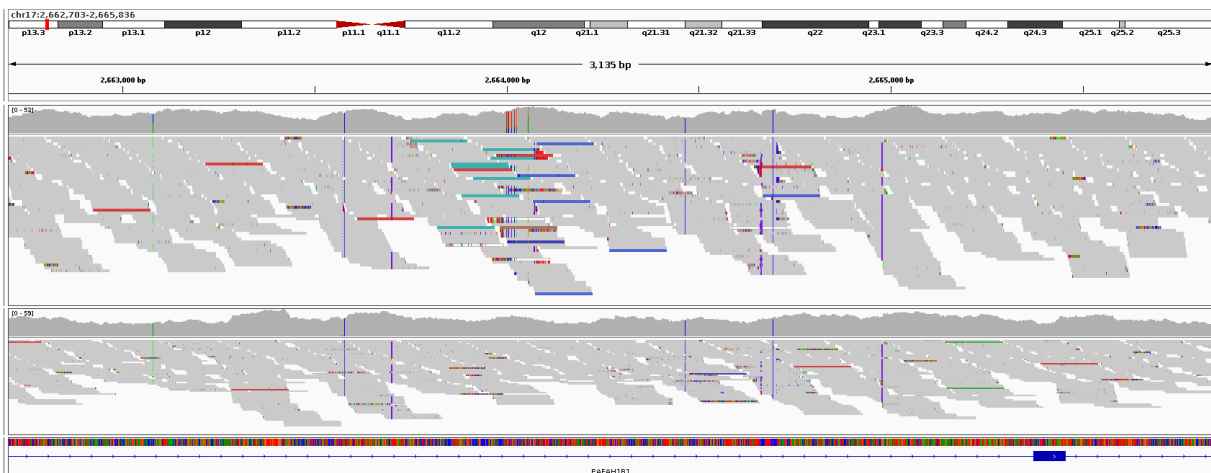 chr17:2,662,703-2,665,836
p13.3 p13.2 p13.1 p12 p11.2 p11.1 q11.1 q11.2 q12 q21.1 q21.31 q21.32 q21.33 q22 q23.1 q23.3 q24.2 q24.3 q25.1 q25.2 q25.3
3,135 bp
2,663,000 bp 2,664,000 bp 2,665,000 bp
[0 - 53]
[0 - 59]
PAFAH1B1